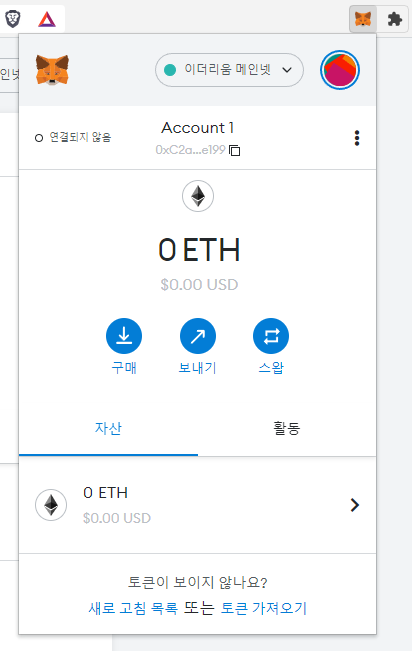 이더리움 메인넷
인넷
연결되지 않음
Account 1
0xC2a...e199
0 ETH
$0.00 USD
구매
보내기
스왑
자산
활동
0 ETH
$0.00 USD
토큰이 보이지 않나요?
새로 고침 목록 또는 토큰 가져오기